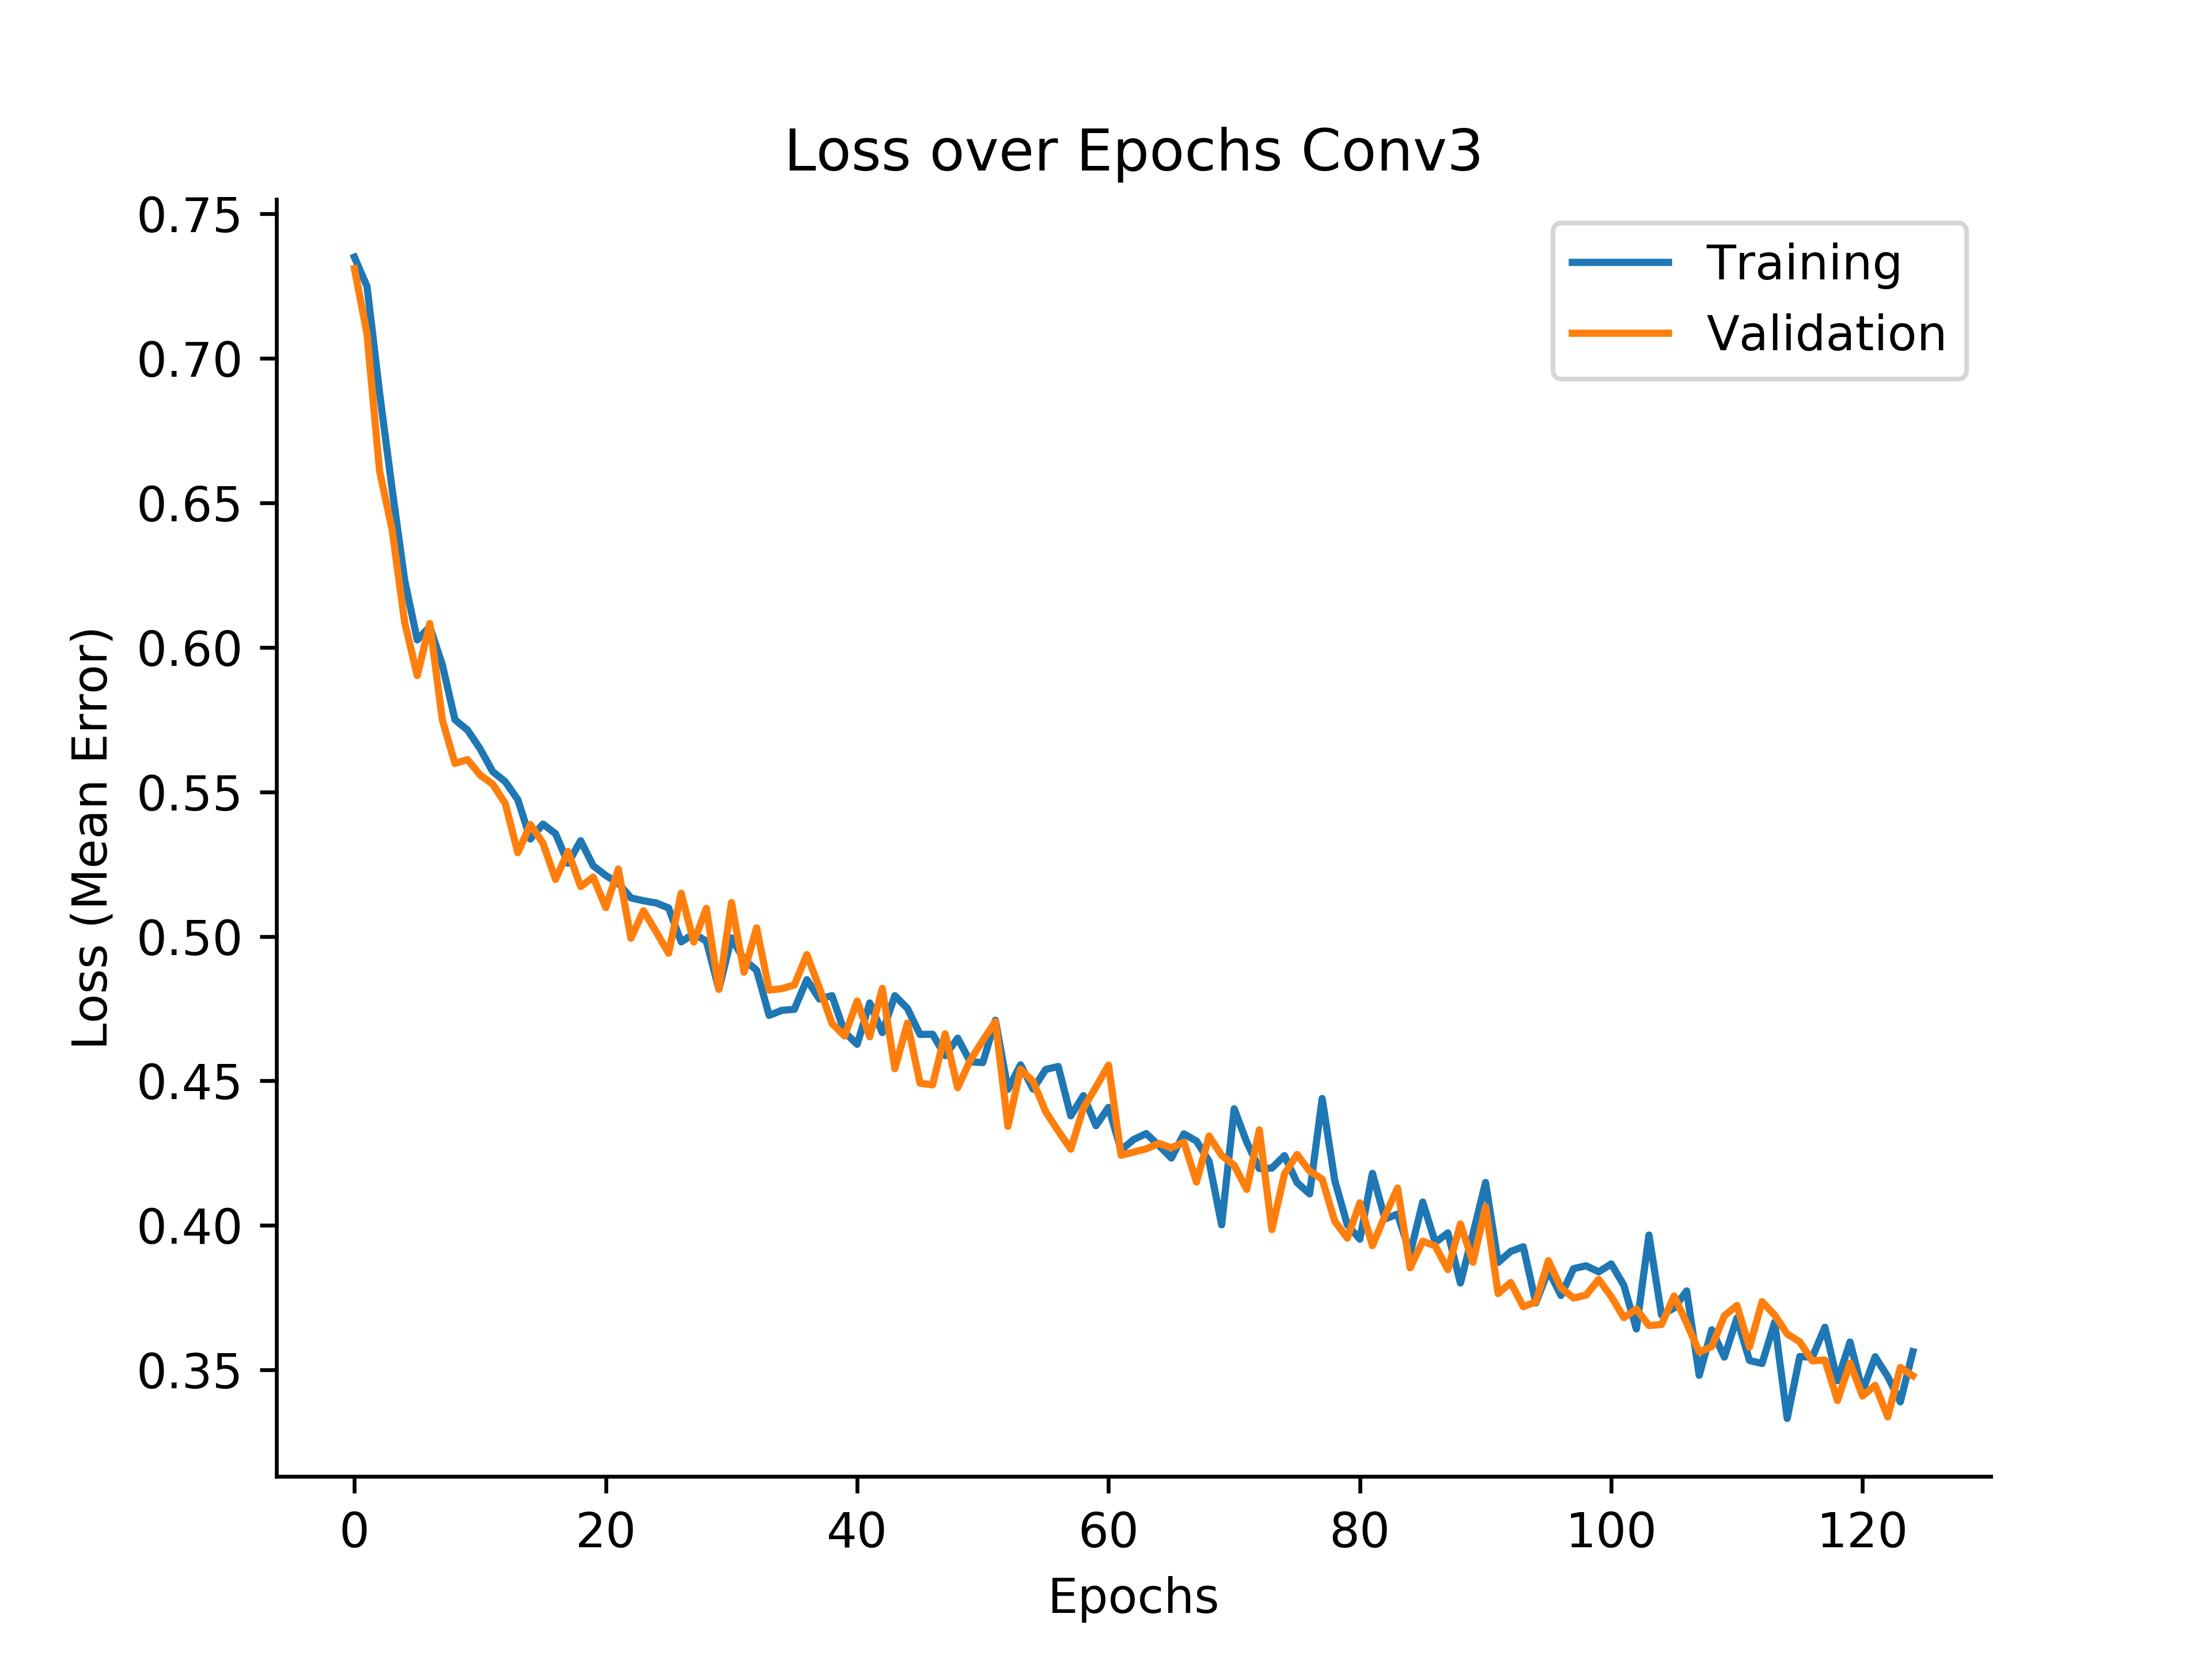 Loss over Epochs Conv3
Training
Validation
0.75
0.70
0.65
0.60
0.55
0.50
0.45
0.40
0.35
Loss (Mean Error)
0 20 40 60 80 100 120
Epochs